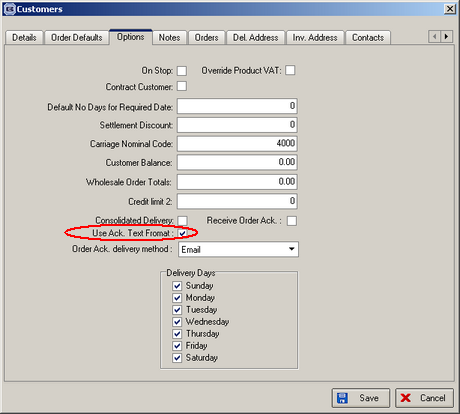 Customers
Details Order Defaults Options Notes Orders Del. Address Inv. Address Contacts
On Stop: Override Product VAT:
Contract Customer:
Default No Days for Required Date: 0
Settlement Discount: 0
Carriage Nominal Code: 4000
Customer Balance: 0.00
Wholesale Order Totals: 0.00
Credit limit 2: 0
Consolidated Delivery: Receive Order Ack. :
Use Ack. Text Fromat :
Order Ack. delivery method : Email
Delivery Days
Sunday
Monday
Tuesday
Wednesday
Thursday
Friday
Saturday
Save Cancel